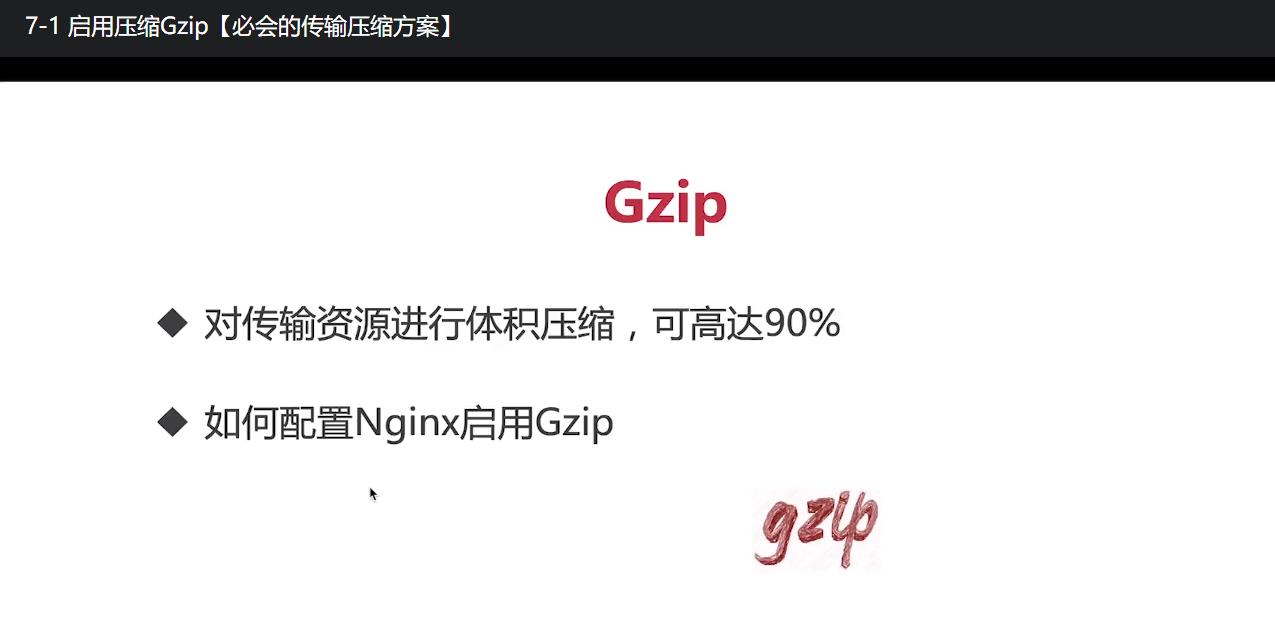 7-1 启用压缩Gzip【必会的传输压缩方案】
Gzip
◆ 对传输资源进行体积压缩，可高达90%
◆ 如何配置Nginx启用Gzip
gzip